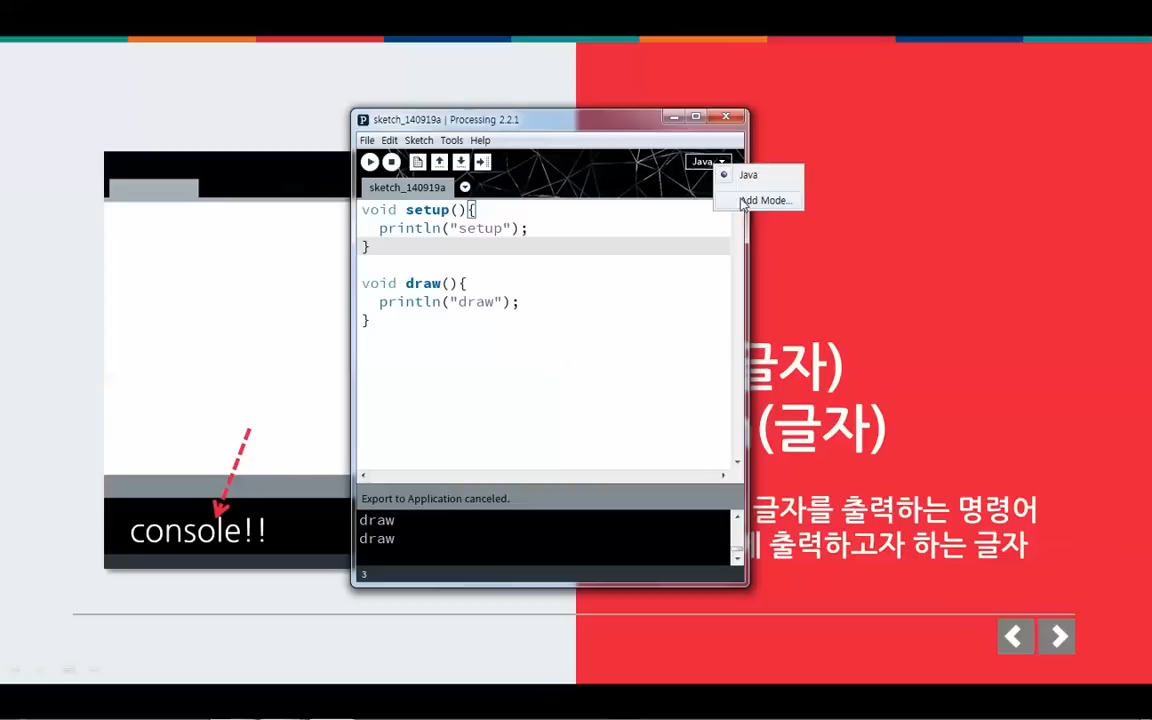 sketch_140919a | Processing 2.2.1
File Edit Sketch Tools Help
Java
Java
Add Mode...
sketch_140919a
void setup(){
println("setup");
}
void draw(){
println("draw");
}
Export to Application canceled.
draw
draw
3
console!!
글자)
(글자)
글자를 출력하는 명령어
출력하고자 하는 글자